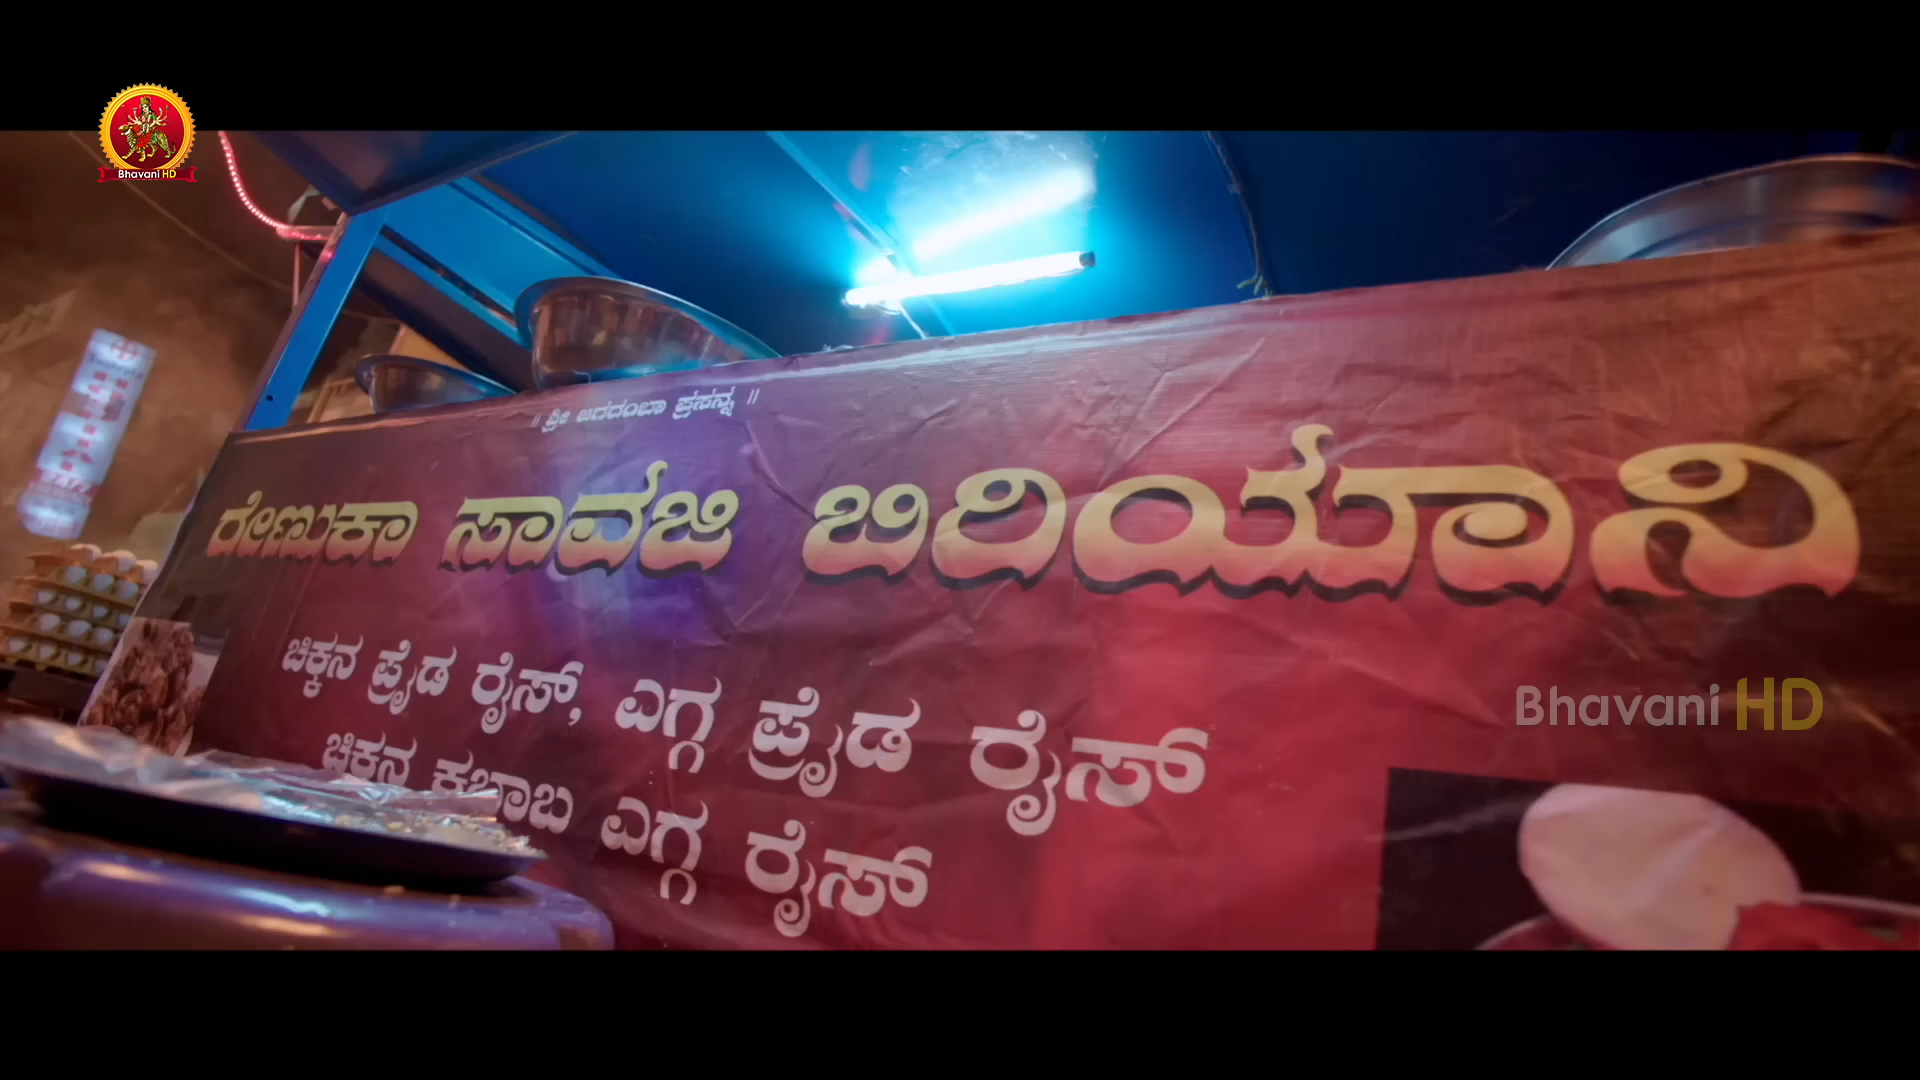 Bhavani HD
॥ ಶ್ರೀ ಜಗದಂಬಾ ಪ್ರಸನ್ನ ॥
ರೇಣುಕಾ ಸಾವಜಿ ಬಿರಿಯಾನಿ
ಚಿಕ್ಕನ ಪ್ರೈಡ ರೈಸ್, ಎಗ್ಗ ಪ್ರೈಡ ರೈಸ್
ಚಿಕನ ಕಬಾಬ ಎಗ್ಗ ರೈಸ್
Bhavani HD